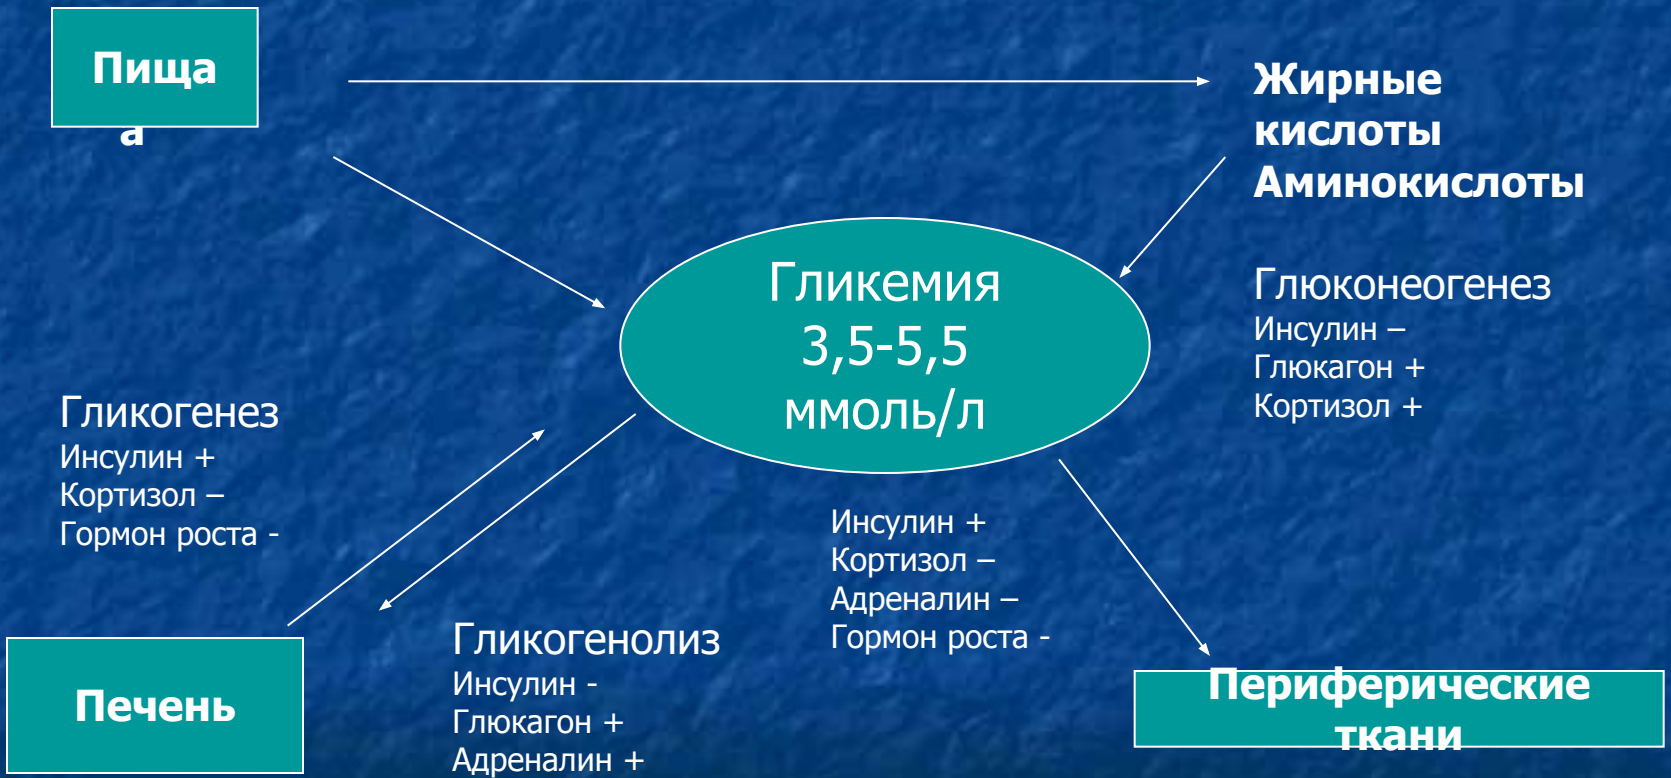 Пища
а
Жирные
кислоты
Аминокислоты
Гликемия
3,5-5,5
ммоль/л
Глюконеогенез
Инсулин –
Глюкагон +
Кортизол +
Гликогенез
Инсулин +
Кортизол –
Гормон роста -
Инсулин +
Кортизол –
Адреналин –
Гормон роста -
Гликогенолиз
Инсулин -
Глюкагон +
Адреналин +
Печень
Периферические
ткани